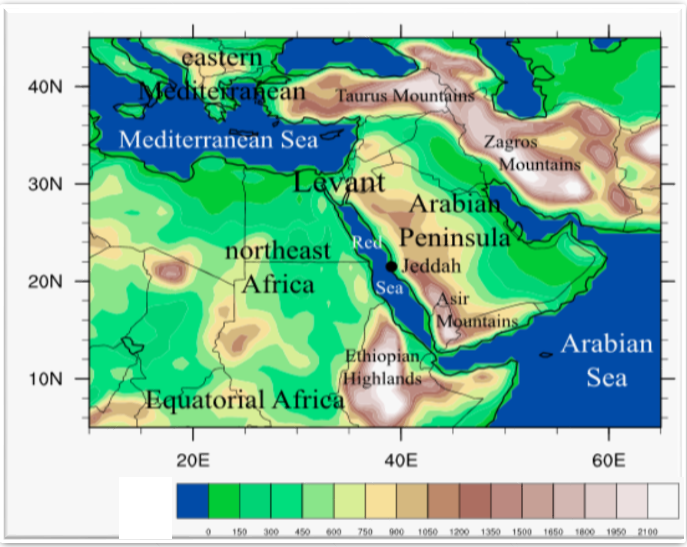 eastern
Mediterranean
40N
Taurus Mountains
Mediterranean Sea
Zagros
Mountains
30N
Levant
Arabian
Peninsula
Red
northeast
Jeddah
Africa
20N
Sea
Asir
Mountains
Arabian
Ethiopian
Sea
10N
Highlands
Equatorial Africa
20E 40E 60E
0 150 300 450 600 750 900 1050 1200 1350 1500 1650 1800 1950 2100